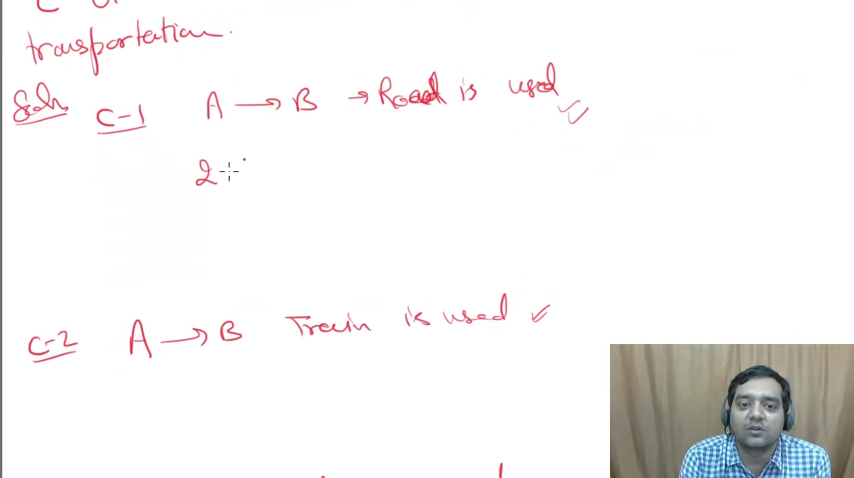 transportation.
Soln C-1 A → B → Road is used
2
C-2 A → B Train is used